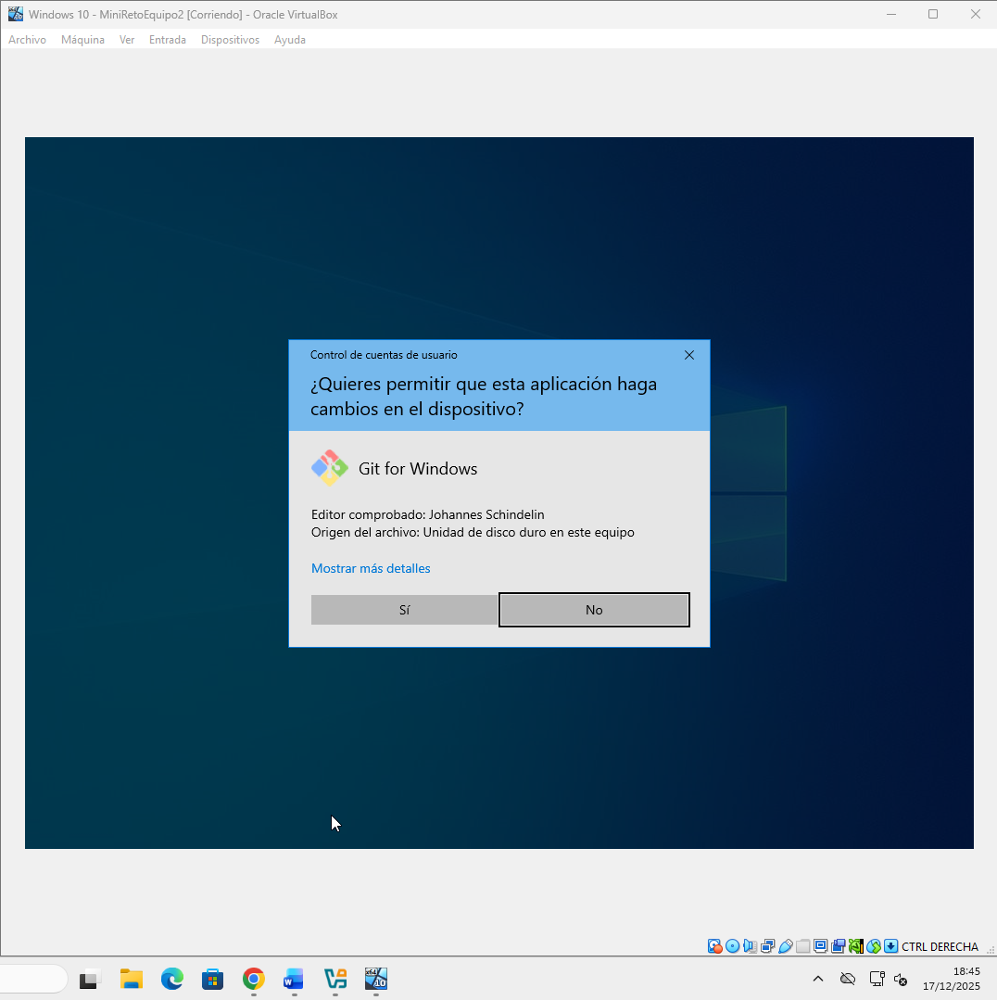 Windows 10 - MiniRetoEquipo2 [Corriendo] - Oracle VirtualBox
Archivo Máquina Ver Entrada Dispositivos Ayuda
Control de cuentas de usuario
¿Quieres permitir que esta aplicación haga
cambios en el dispositivo?
Git for Windows
Editor comprobado: Johannes Schindelin
Origen del archivo: Unidad de disco duro en este equipo
Mostrar más detalles
Sí No
CTRL DERECHA
18:45
17/12/2025